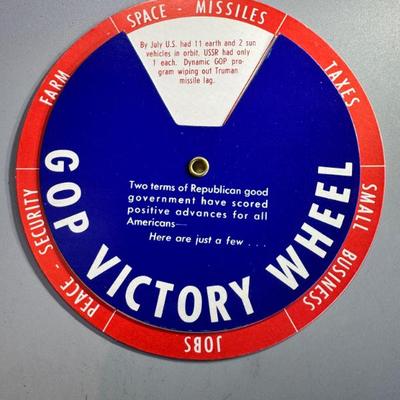 SPACE - MISSILES
By July U.S. had 11 earth and 2 sun
vehicles in orbit. USSR had only
1 each. Dynamic GOP pro-
gram wiping out Truman
missile lag.
TAXES
SMALL BUSINESS
JOBS
PEACE - SECURITY
FARM
Two terms of Republican good
government have scored
positive advances for all
Americans—
Here are just a few . . .
GOP VICTORY WHEEL